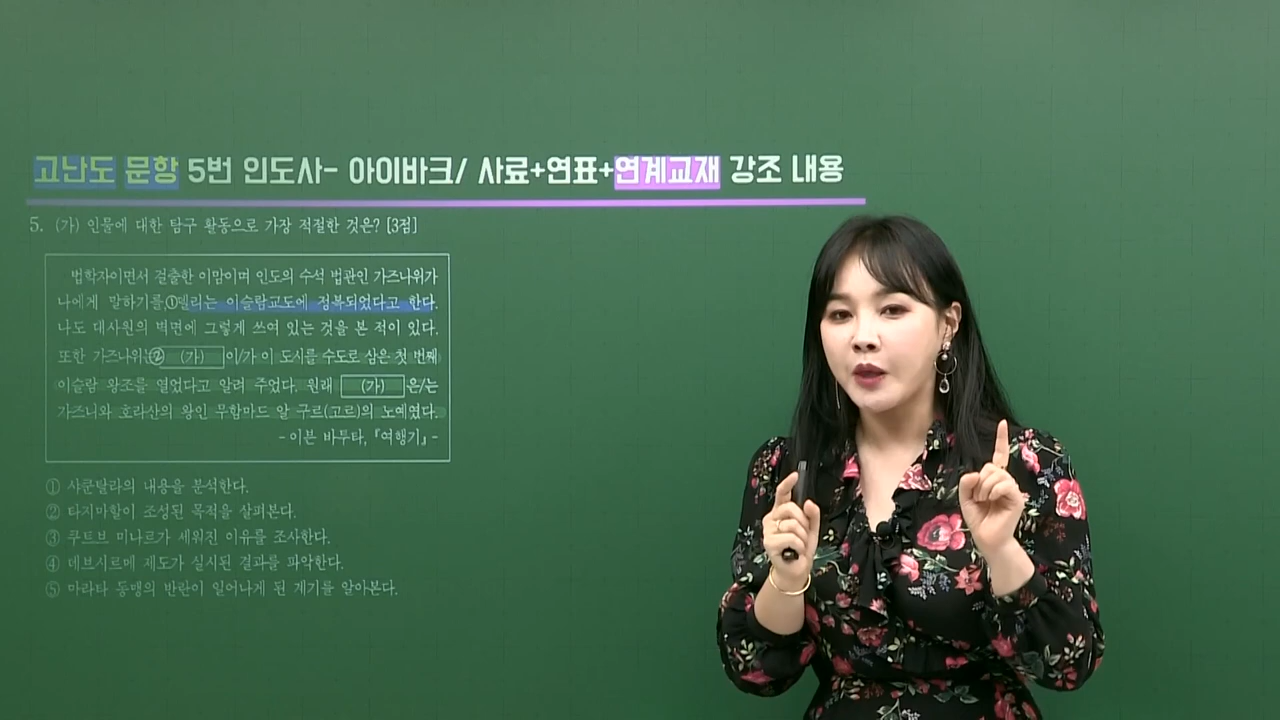 고난도 문항 5번 인도사- 아이바크/ 사료+연표+연계교재 강조 내용
5. (가) 인물에 대한 탐구 활동으로 가장 적절한 것은? [3점]
법학자이면서 걸출한 이맘이며 인도의 수석 법관인 가즈나위가
나에게 말하기를,①델리는 이슬람교도에 정복되었다고 한다.
나도 대사원의 벽면에 그렇게 쓰여 있는 것을 본 적이 있다.
또한 가즈나위는② (가) 이/가 이 도시를 수도로 삼은 첫 번째
이슬람 왕조를 열었다고 알려 주었다. 원래 (가) 은/는
가즈니와 호라산의 왕인 무함마드 알 구르(고르)의 노예였다.
- 이븐 바투타, 『여행기』 -
① 샤쿤탈라의 내용을 분석한다.
② 타지마할이 조성된 목적을 살펴본다.
③ 쿠트브 미나르가 세워진 이유를 조사한다.
④ 데브시르메 제도가 실시된 결과를 파악한다.
⑤ 마라타 동맹의 반란이 일어나게 된 계기를 알아본다.